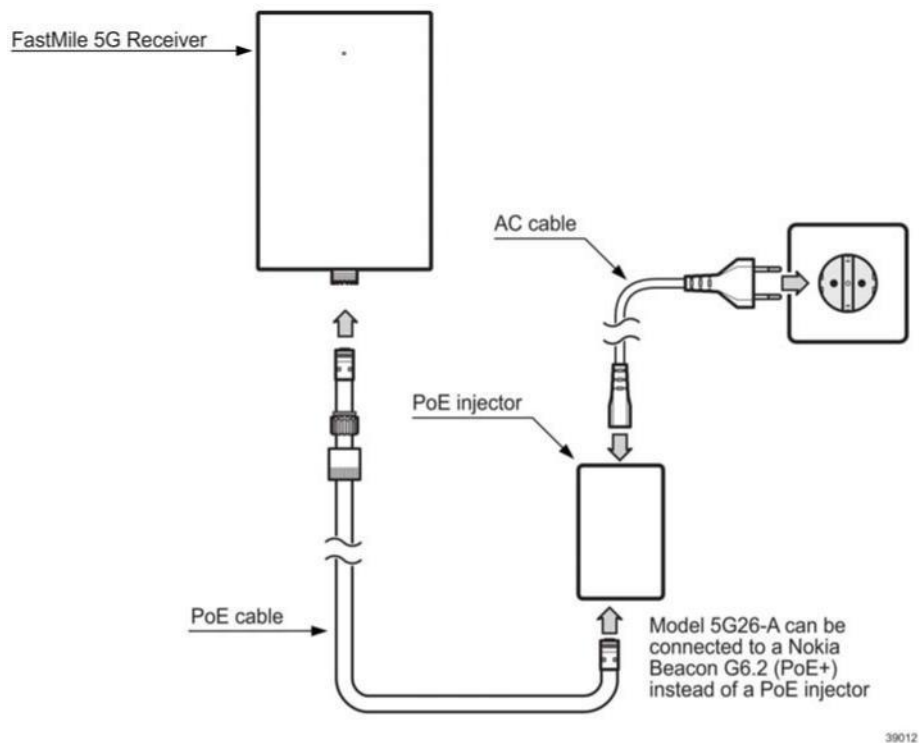 FastMile 5G Receiver
AC cable
PoE injector
PoE cable
Model 5G26-A can be
connected to a Nokia
Beacon G6.2 (PoE+)
instead of a PoE injector
39012